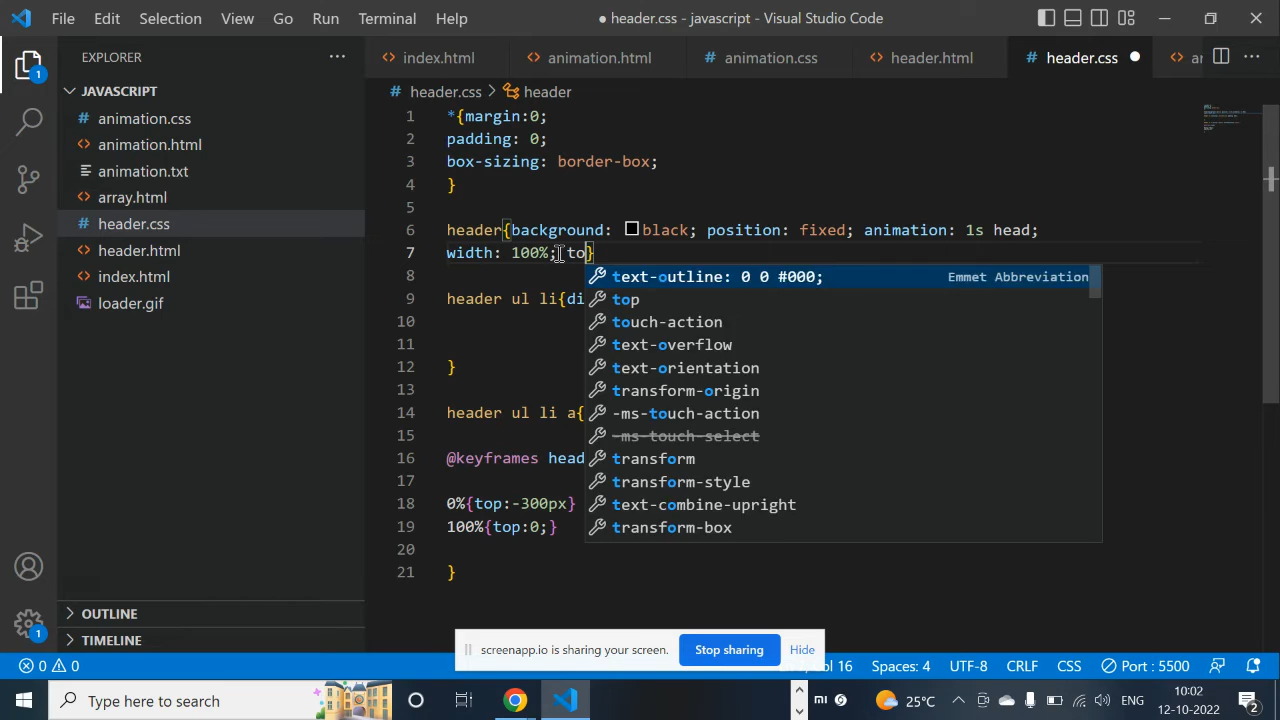 File Edit Selection View Go Run Terminal Help
● header.css - javascript - Visual Studio Code
EXPLORER
JAVASCRIPT
animation.css
animation.html
animation.txt
array.html
header.css
header.html
index.html
loader.gif
OUTLINE
TIMELINE
index.html animation.html animation.css header.html header.css
header.css > header
1 *{margin:0;
2 padding: 0;
3 box-sizing: border-box;
4 }
5
6 header{background: black; position: fixed; animation: 1s head;
7 width: 100%; to}
8
9 header ul li{di
10
11
12 }
13
14 header ul li a{
15
16 @keyframes head
17
18 0%{top:-300px}
19 100%{top:0;}
20
21 }
text-outline: 0 0 #000; Emmet Abbreviation
top
touch-action
text-overflow
text-orientation
transform-origin
-ms-touch-action
-ms-touch-select
transform
transform-style
text-combine-upright
transform-box
screenapp.io is sharing your screen. Stop sharing Hide
0 0 Col 16 Spaces: 4 UTF-8 CRLF CSS Port : 5500
Type here to search
25°C ENG
10:02
12-10-2022
1
1
2